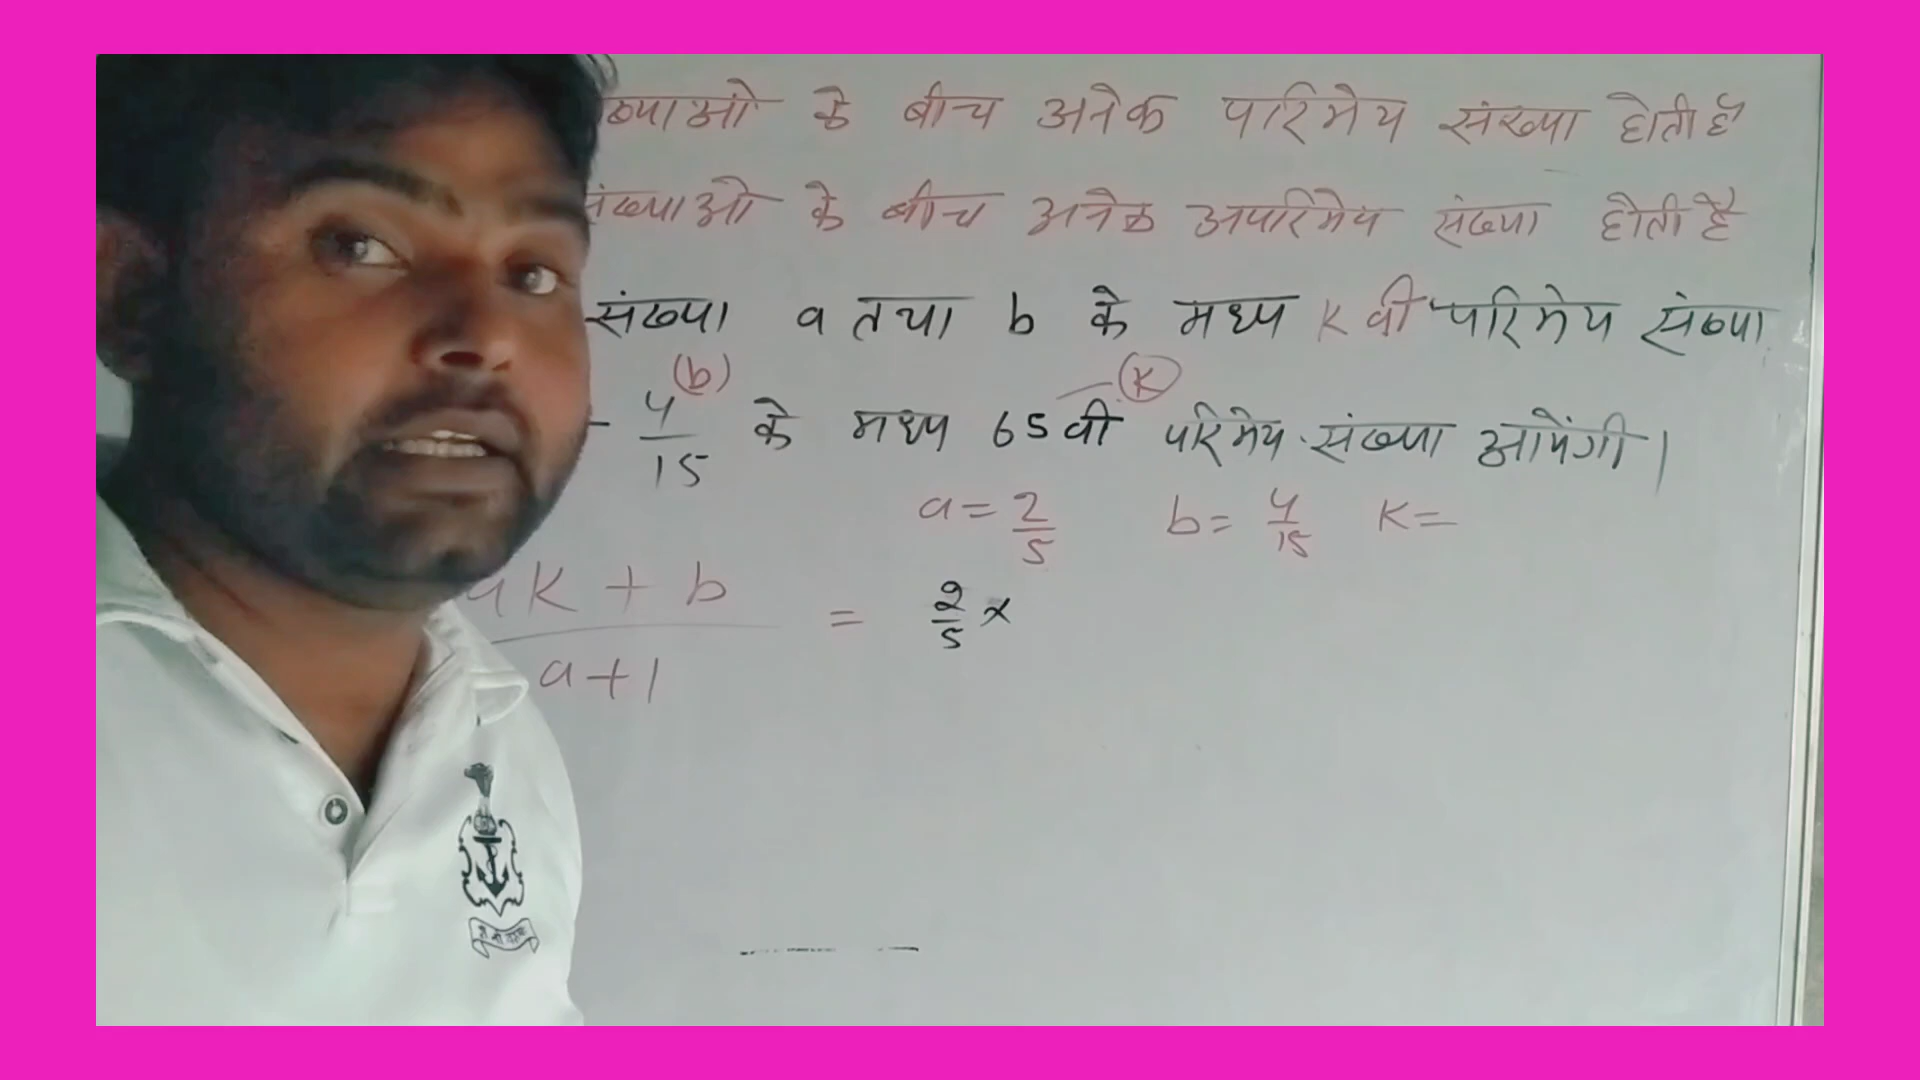 ख्याओ के बीच अनेक परिमेय संख्या होती है
संख्याओ के बीच अनेक अपरिमेय संख्या होती है
संख्या a तथा b के मध्य K वी परिमेय संख्या
(b) (K)
- 4/15 के मध्य 65 वी परिमेय संख्या आयेंगी।
a = 2/5 b = 4/15 K =
aK + b / a + 1 = 2/5 ×